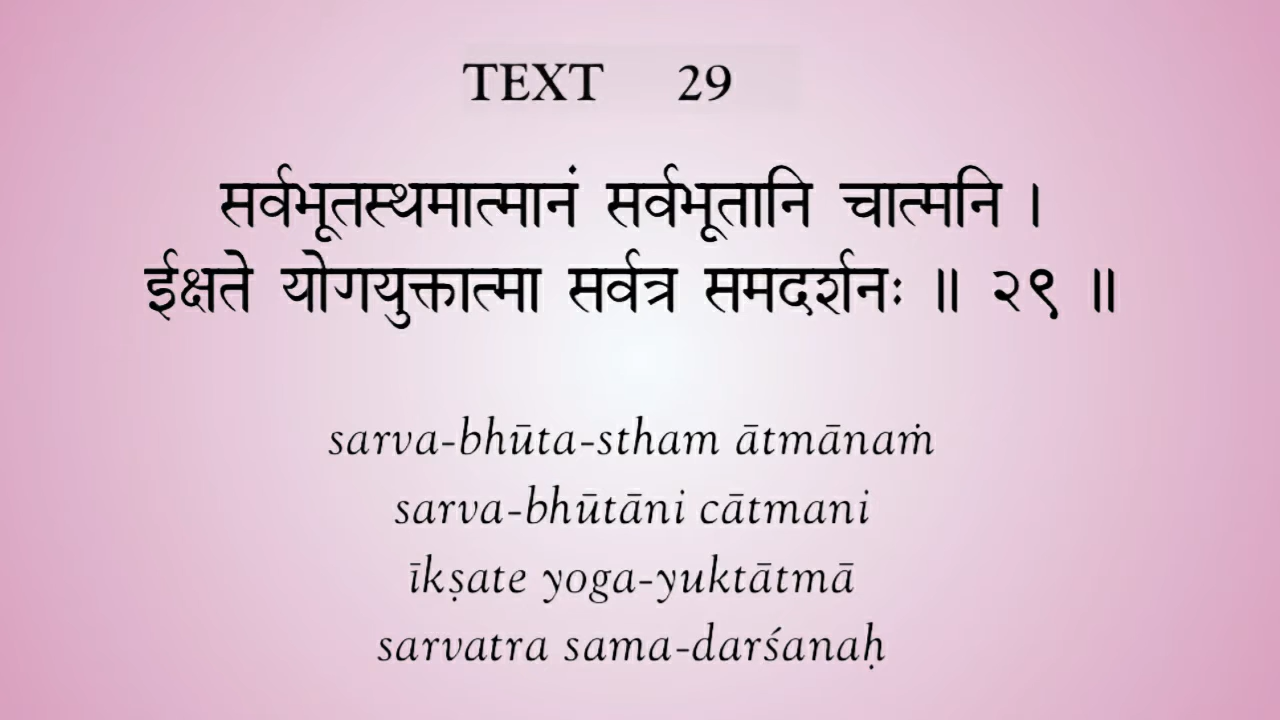 TEXT 29
सर्वभूतस्थमात्मानं सर्वभूतानि चात्मनि ।
ईक्षते योगयुक्तात्मा सर्वत्र समदर्शनः ॥ २९ ॥
sarva-bhūta-stham ātmānaṁ
sarva-bhūtāni cātmani
īkṣate yoga-yuktātmā
sarvatra sama-darśanaḥ